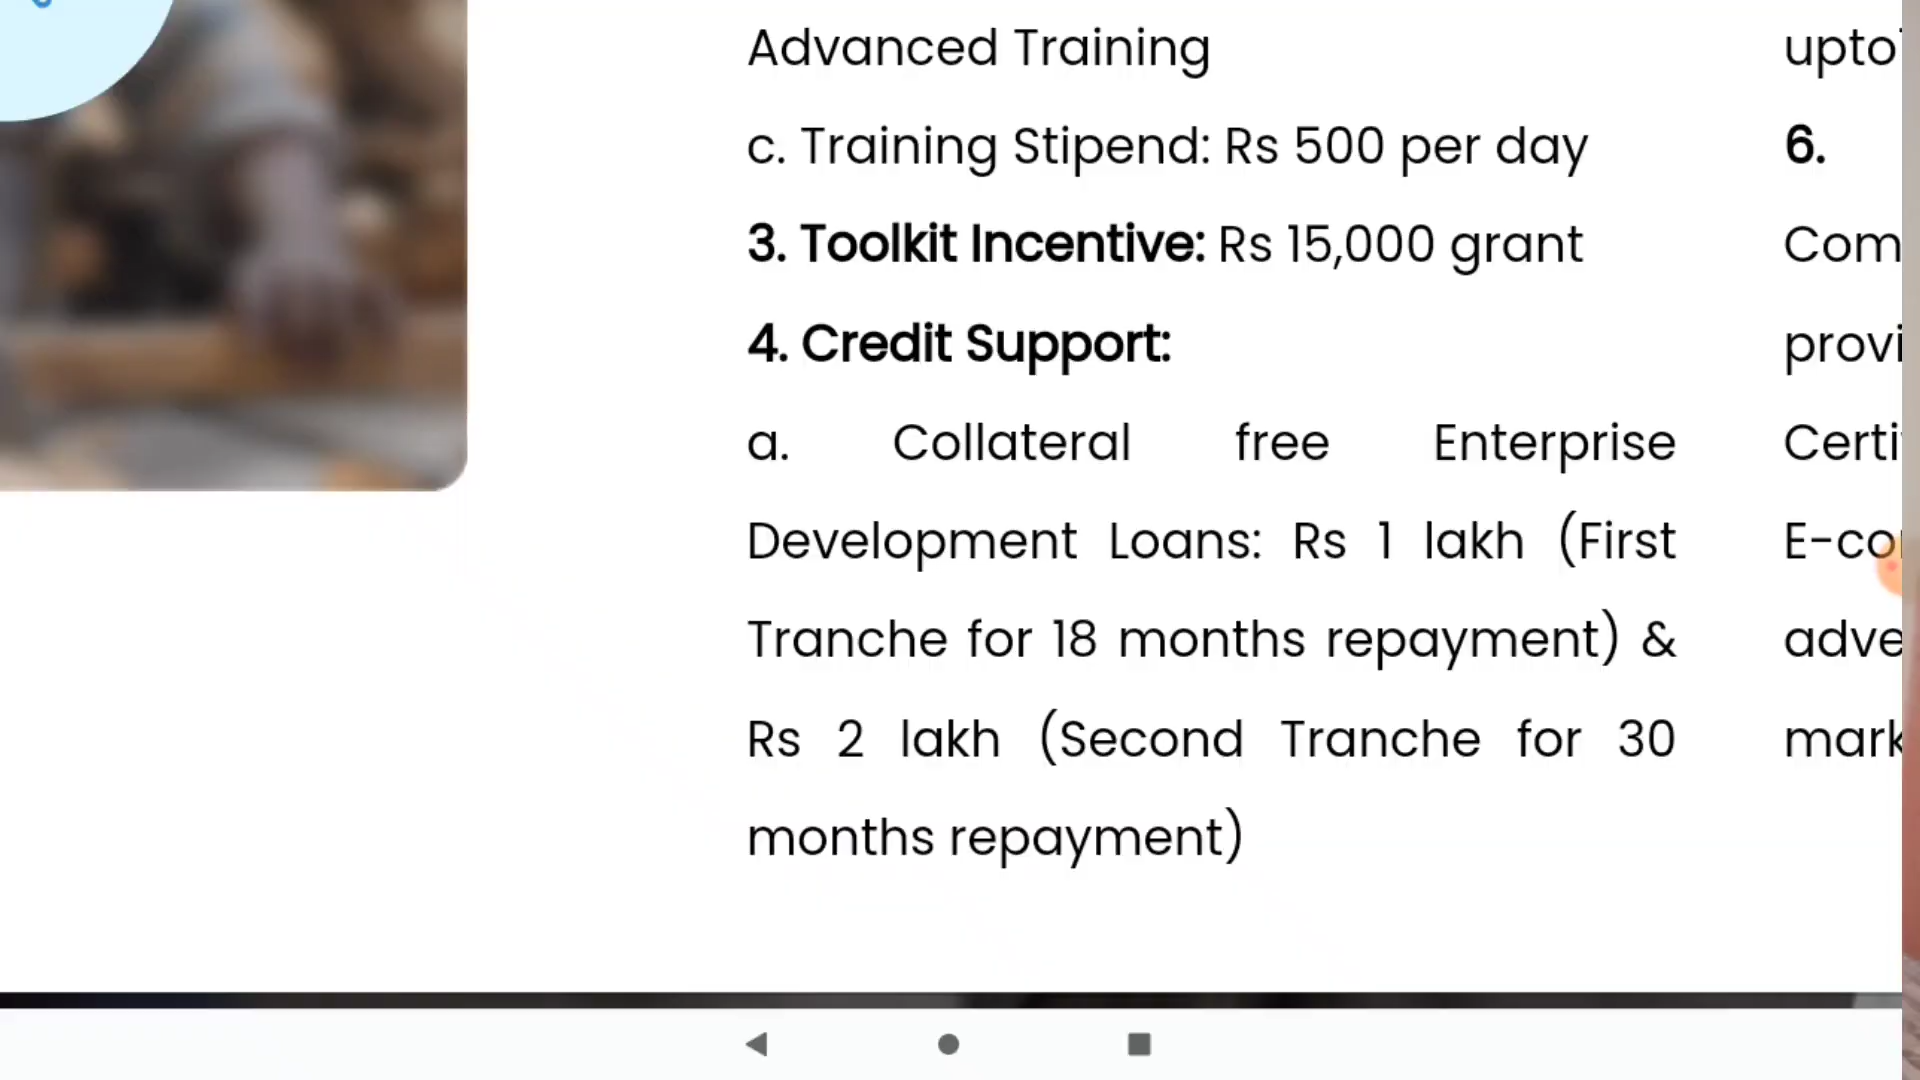 Advanced Training
c. Training Stipend: Rs 500 per day
3. Toolkit Incentive: Rs 15,000 grant
4. Credit Support:
a. Collateral free Enterprise
Development Loans: Rs 1 lakh (First
Tranche for 18 months repayment) &
Rs 2 lakh (Second Tranche for 30
months repayment)
upto
6.